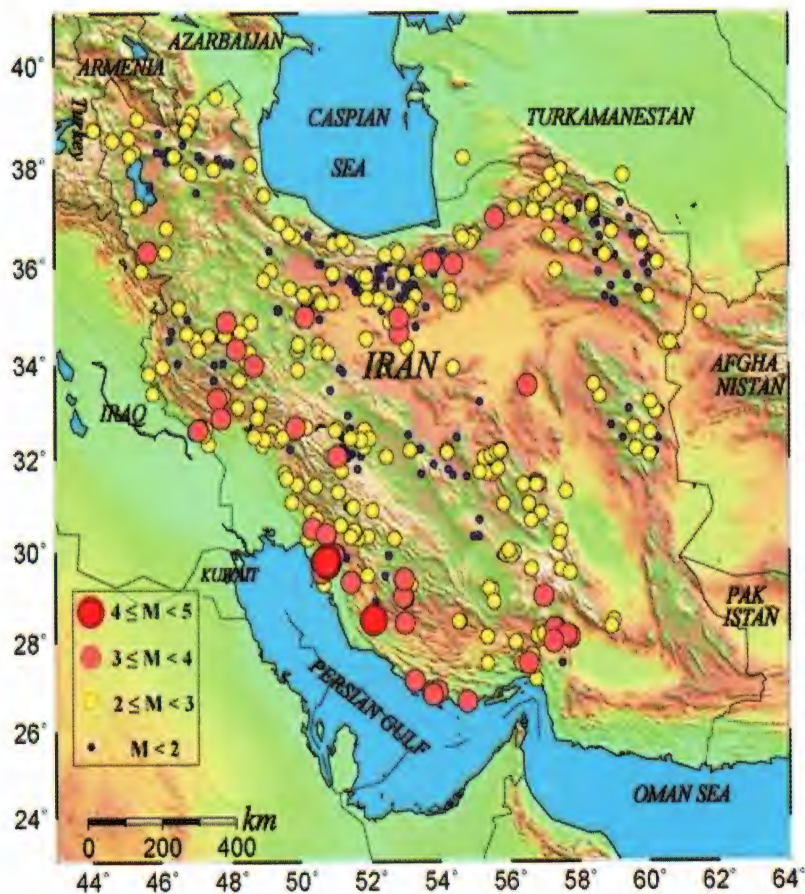 40°
38°
36°
34°
32°
30°
28°
26°
24°
AZARBAIJAN
ARMENIA
Turkey
CASPIAN
SEA
TURKAMANESTAN
IRAN
AFGHA
NISTAN
IRAQ
KUWAIT
PAK
ISTAN
PERSIAN GULF
OMAN SEA
4 ≤ M < 5
3 ≤ M < 4
2 ≤ M < 3
M < 2
km
0 200 400
44° 46° 48° 50° 52° 54° 56° 58° 60° 62° 64°